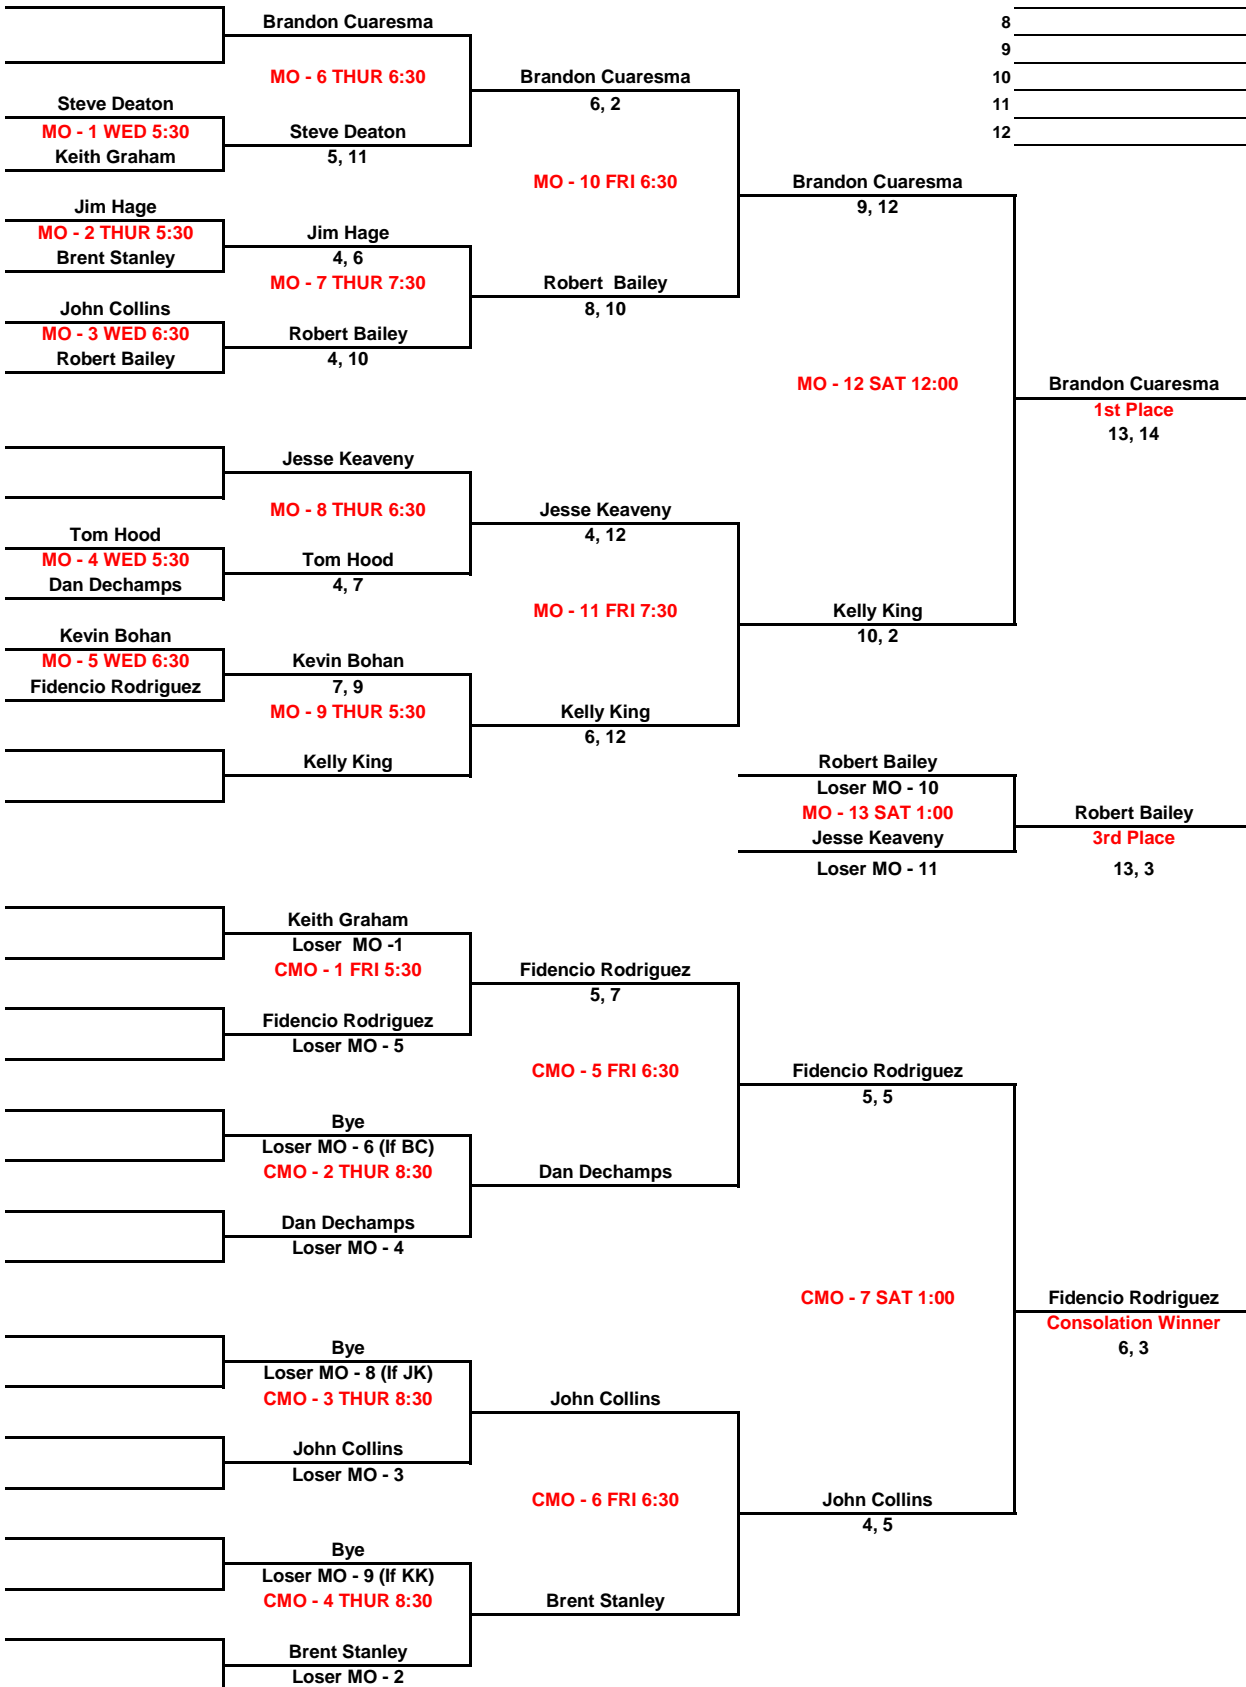 Brandon Cuaresma
8
9
MO - 6 THUR 6:30
Brandon Cuaresma
10
Steve Deaton
6, 2
11
MO - 1 WED 5:30
Steve Deaton
12
Keith Graham
5, 11
MO - 10 FRI 6:30
Brandon Cuaresma
Jim Hage
9, 12
MO - 2 THUR 5:30
Jim Hage
Brent Stanley
4, 6
MO - 7 THUR 7:30
Robert  Bailey
John Collins
8, 10
MO - 3 WED 6:30
Robert Bailey
Robert Bailey
4, 10
MO - 12 SAT 12:00
Brandon Cuaresma
1st Place
13, 14
Jesse Keaveny
MO - 8 THUR 6:30
Jesse Keaveny
Tom Hood
4, 12
MO - 4 WED 5:30
Tom Hood
Dan Dechamps
4, 7
MO - 11 FRI 7:30
Kelly King
Kevin Bohan
10, 2
MO - 5 WED 6:30
Kevin Bohan
Fidencio Rodriguez
7, 9
MO - 9 THUR 5:30
Kelly King
6, 12
Kelly King
Robert Bailey
Loser MO - 10
MO - 13 SAT 1:00
Robert Bailey
Jesse Keaveny
3rd Place
Loser MO - 11
13, 3
Keith Graham
Loser  MO -1
CMO - 1 FRI 5:30
Fidencio Rodriguez
5, 7
Fidencio Rodriguez
Loser MO - 5
CMO - 5 FRI 6:30
Fidencio Rodriguez
5, 5
Bye
Loser MO - 6 (If BC)
CMO - 2 THUR 8:30
Dan Dechamps
Dan Dechamps
Loser MO - 4
CMO - 7 SAT 1:00
Fidencio Rodriguez
Consolation Winner
6, 3
Bye
Loser MO - 8 (If JK)
CMO - 3 THUR 8:30
John Collins
John Collins
Loser MO - 3
CMO - 6 FRI 6:30
John Collins
4, 5
Bye
Loser MO - 9 (If KK)
CMO - 4 THUR 8:30
Brent Stanley
Brent Stanley
Loser MO - 2